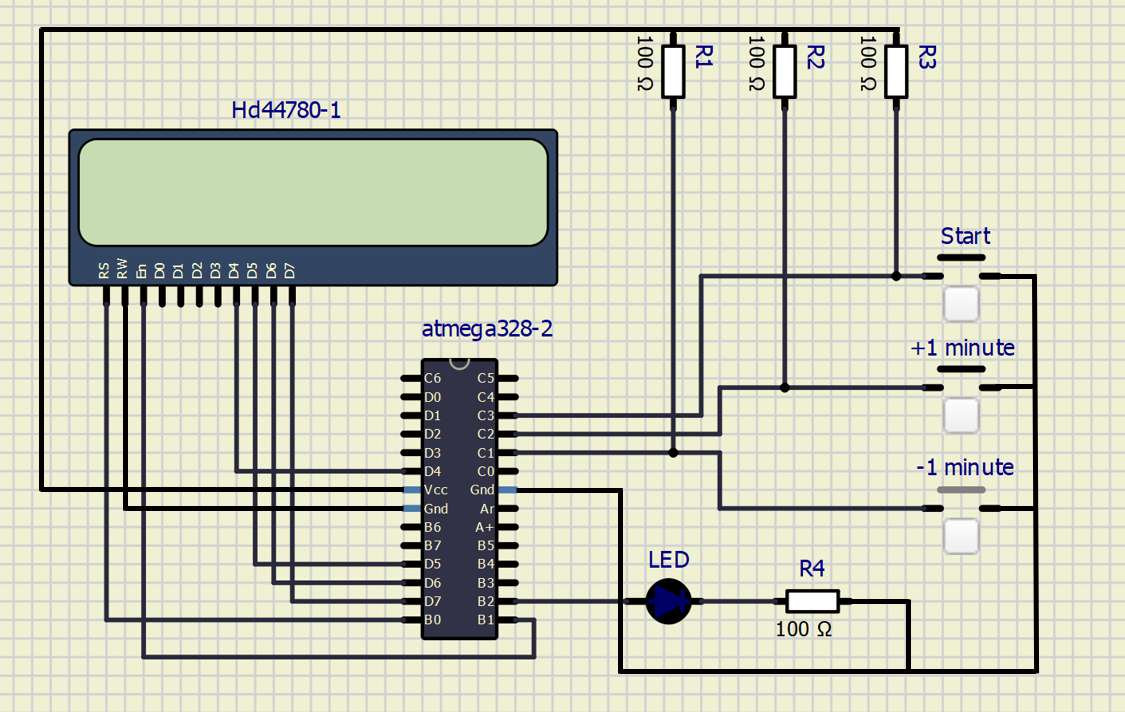 100 Ω
R1
100 Ω
R2
100 Ω
R3
Hd44780-1
RS
RW
En
D0
D1
D2
D3
D4
D5
D6
D7
Start
+1 minute
-1 minute
atmega328-2
C6 C5
D0 C4
D1 C3
D2 C2
D3 C1
D4 C0
Vcc Gnd
Gnd Ar
B6 A+
B7 B5
D5 B4
D6 B3
D7 B2
B0 B1
LED
R4
100 Ω